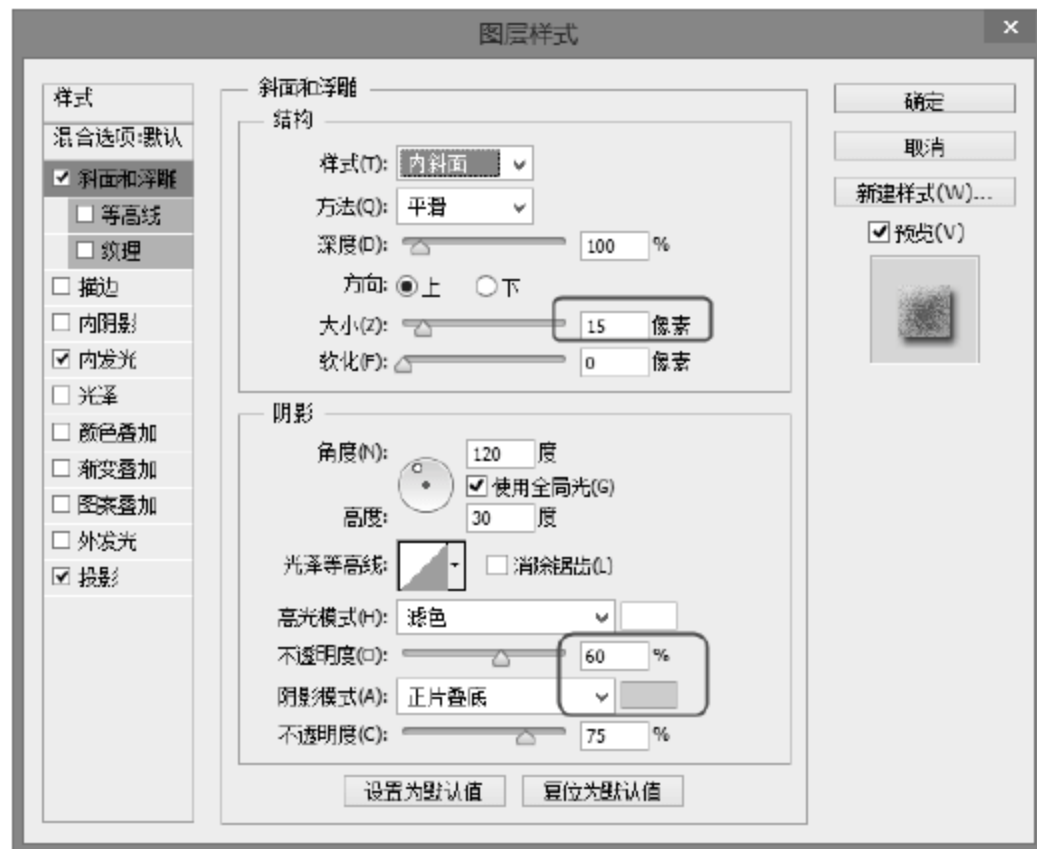 图层样式
×
样式
混合选项:默认
斜面和浮雕
等高线
纹理
描边
内阴影
内发光
光泽
颜色叠加
渐变叠加
图案叠加
外发光
投影
斜面和浮雕
结构
样式(T): 内斜面
方法(Q): 平滑
深度(D): 100 %
方向: 上 下
大小(Z): 15 像素
软化(F): 0 像素
阴影
角度(N): 120 度
使用全局光(G)
高度: 30 度
光泽等高线: 消除锯齿(L)
高光模式(H): 滤色
不透明度(O): 60 %
阴影模式(A): 正片叠底
不透明度(C): 75 %
设置为默认值 复位为默认值
确定
取消
新建样式(W)...
预览(V)